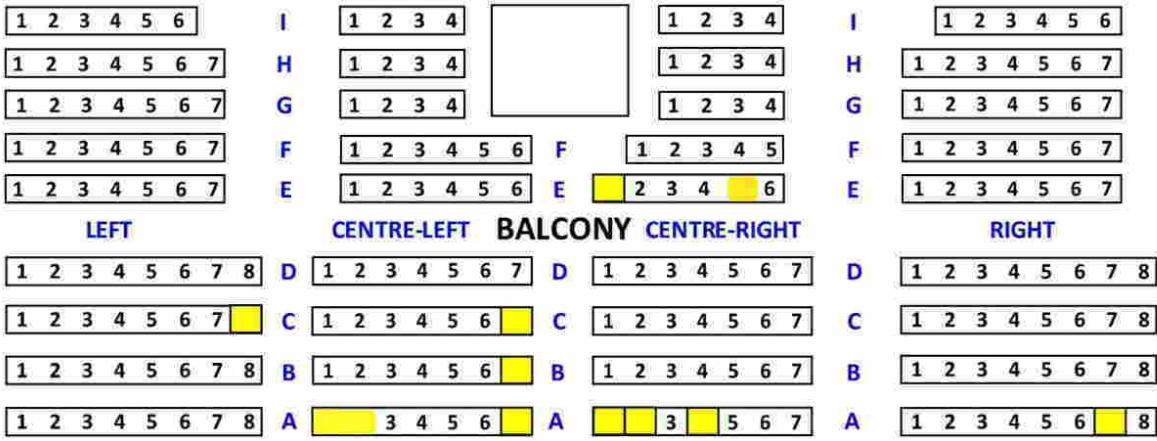 1 2 3 4 5 6 I 1 2 3 4 1 2 3 4 I 1 2 3 4 5 6
1 2 3 4 5 6 7 H 1 2 3 4 1 2 3 4 H 1 2 3 4 5 6 7
1 2 3 4 5 6 7 G 1 2 3 4 1 2 3 4 G 1 2 3 4 5 6 7
1 2 3 4 5 6 7 F 1 2 3 4 5 6 F 1 2 3 4 5 F 1 2 3 4 5 6 7
1 2 3 4 5 6 7 E 1 2 3 4 5 6 E 2 3 4 6 E 1 2 3 4 5 6 7
LEFT CENTRE-LEFT BALCONY CENTRE-RIGHT RIGHT
1 2 3 4 5 6 7 8 D 1 2 3 4 5 6 7 D 1 2 3 4 5 6 7 D 1 2 3 4 5 6 7 8
1 2 3 4 5 6 7 C 1 2 3 4 5 6 C 1 2 3 4 5 6 7 C 1 2 3 4 5 6 7 8
1 2 3 4 5 6 7 8 B 1 2 3 4 5 6 B 1 2 3 4 5 6 7 B 1 2 3 4 5 6 7 8
1 2 3 4 5 6 7 8 A 3 4 5 6 A 3 5 6 7 A 1 2 3 4 5 6 8